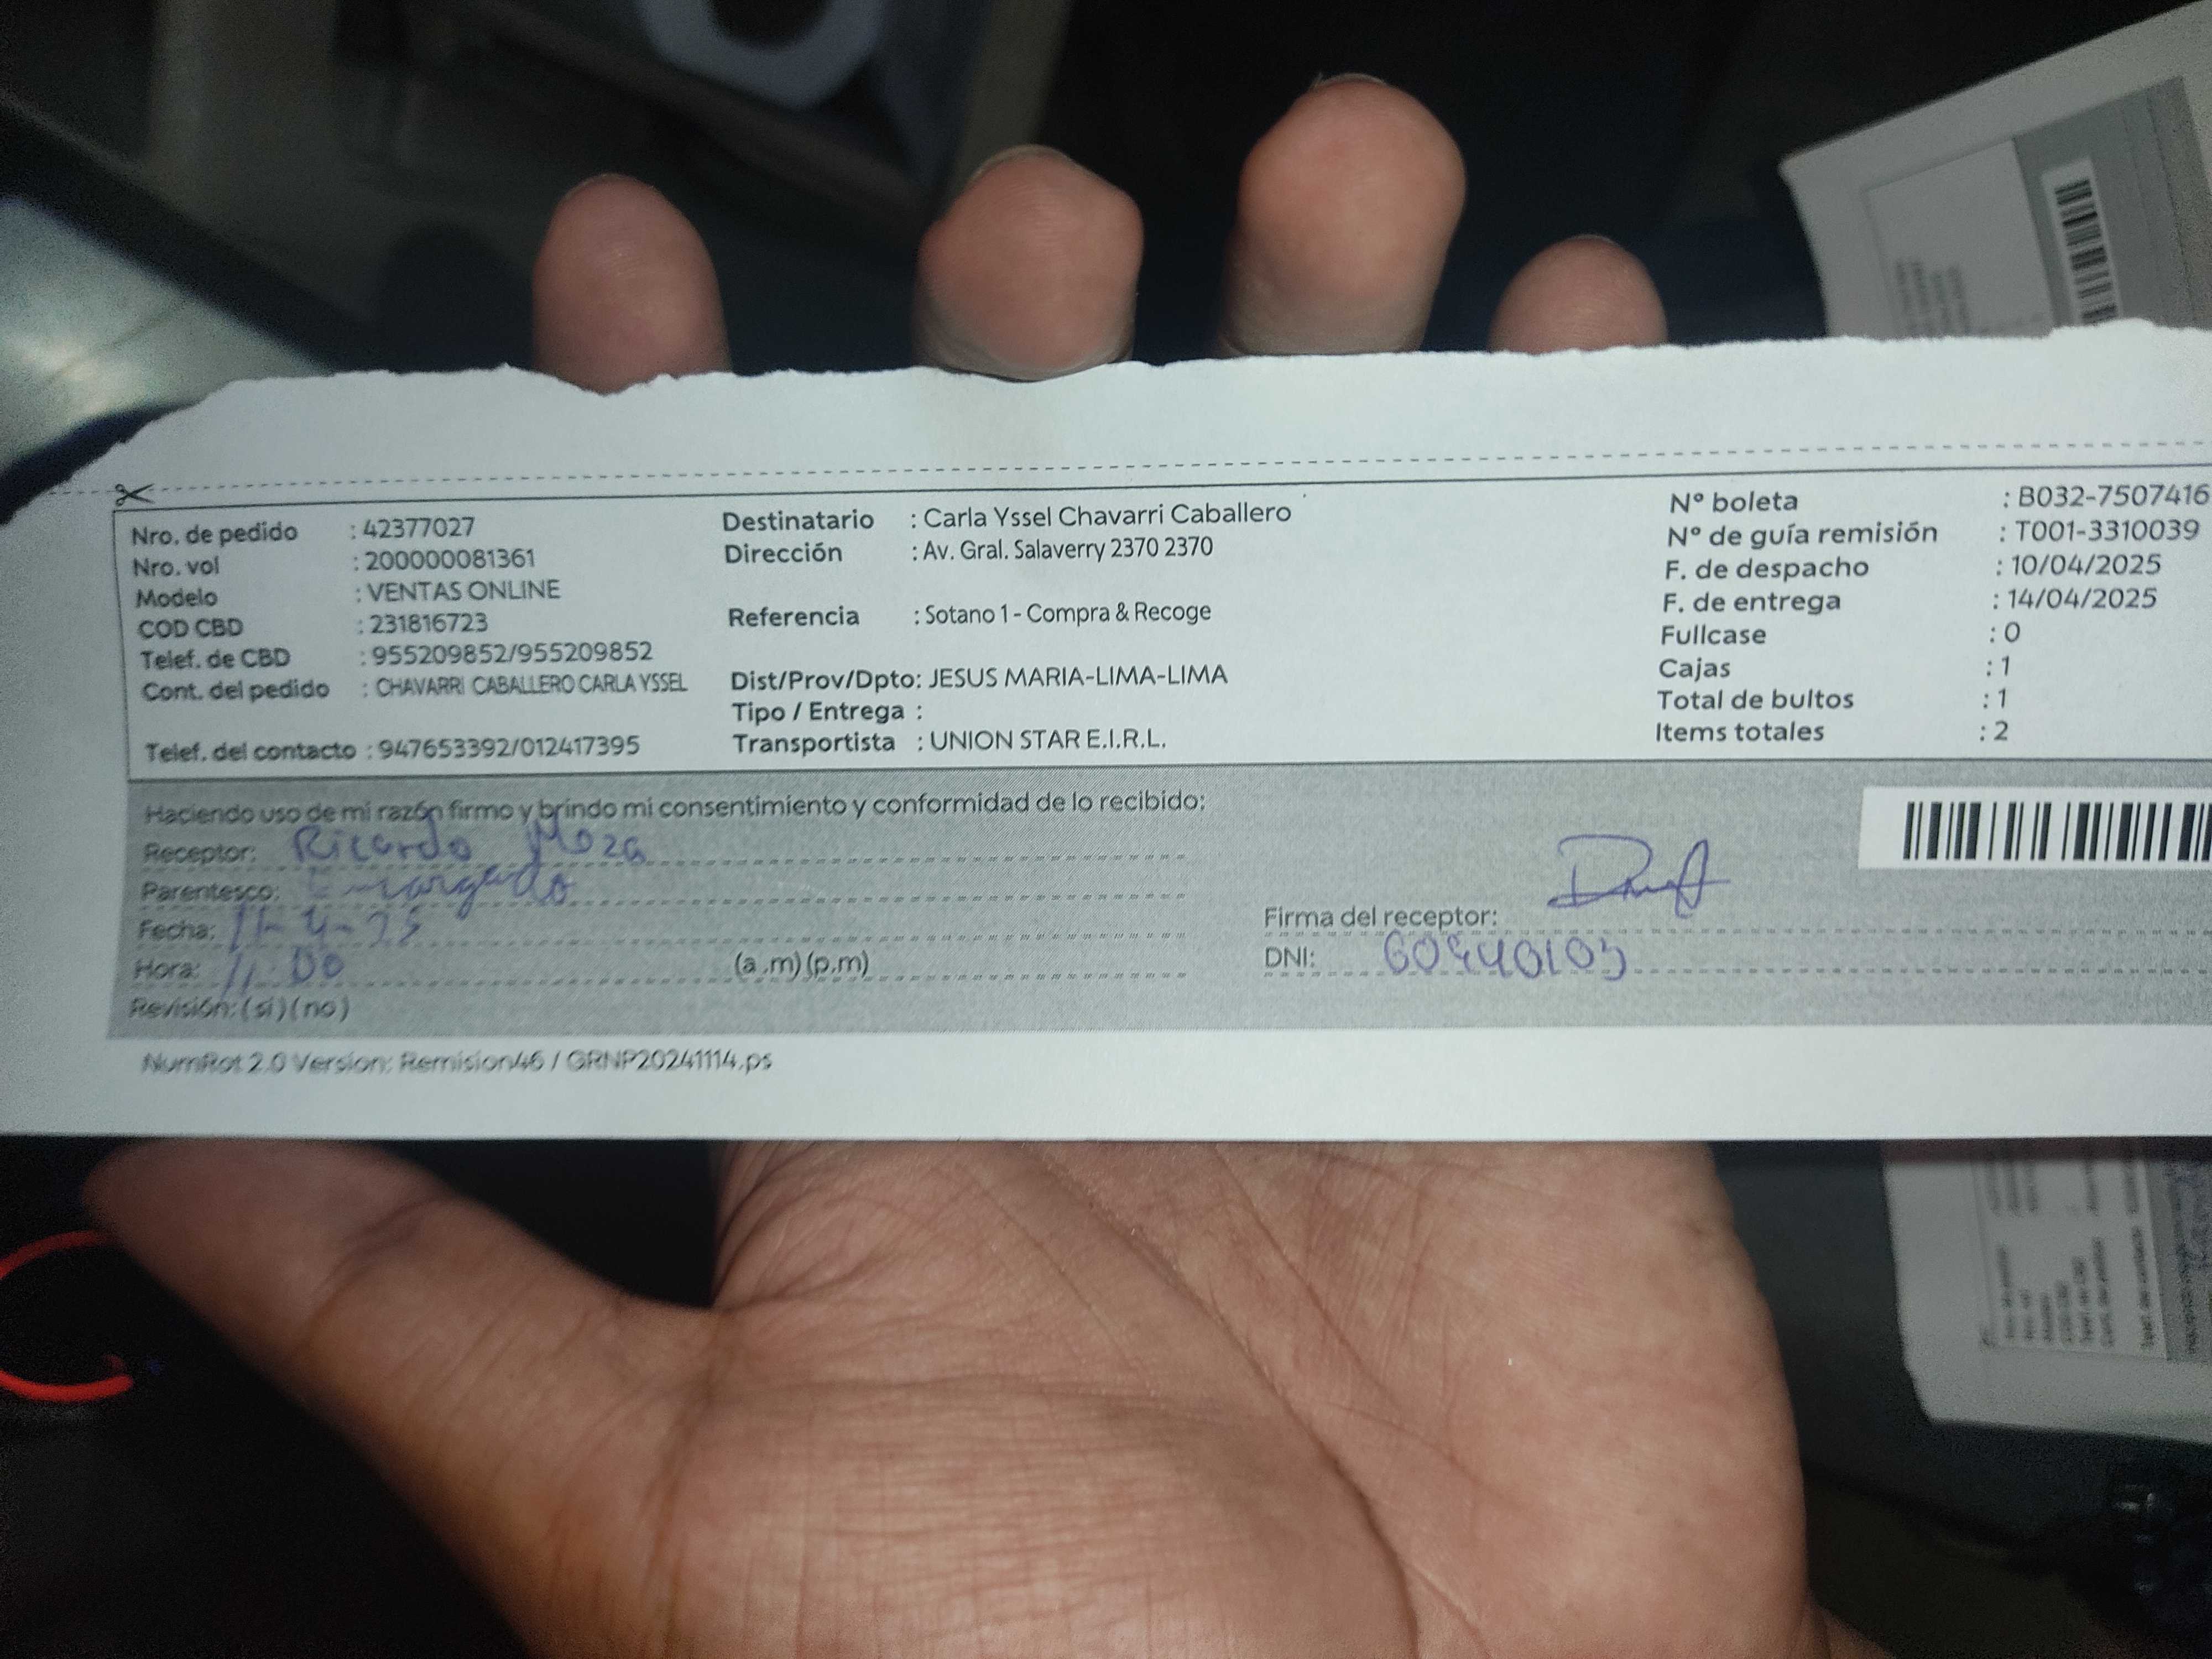 Nro. de pedido : 42377027
Nro. vol : 200000081361
Modelo : VENTAS ONLINE
COD CBD : 231816723
Telef. de CBD : 955209852/955209852
Cont. del pedido : CHAVARRI CABALLERO CARLA YSSEL
Telef. del contacto : 947653392/012417395
Destinatario : Carla Yssel Chavarri Caballero
Dirección : Av. Gral. Salaverry 2370 2370
Referencia : Sotano 1 - Compra & Recoge
Dist/Prov/Dpto: JESUS MARIA-LIMA-LIMA
Tipo / Entrega :
Transportista : UNION STAR E.I.R.L.
Nº boleta : B032-7507416
Nº de guía remisión : T001-3310039
F. de despacho : 10/04/2025
F. de entrega : 14/04/2025
Fullcase : 0
Cajas : 1
Total de bultos : 1
Items totales : 2
Haciendo uso de mi razón firmo y brindo mi consentimiento y conformidad de lo recibido:
Receptor: Ricardo
Parentesco:
Fecha: 11-4-25
Hora: 11:00 (a.m)(p.m)
Revisión: (si)(no)
Firma del receptor:
DNI:
NumRot 2.0 Version: Remision46 / GRNP20241114.ps